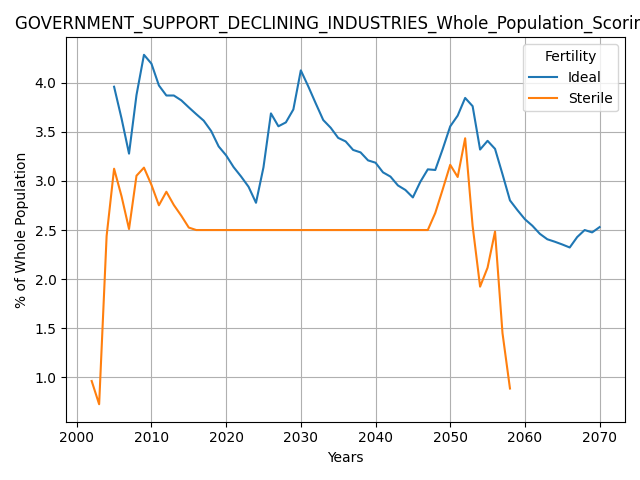 GOVERNMENT_SUPPORT_DECLINING_INDUSTRIES_Whole_Population_Scorin
Fertility
Ideal
Sterile
4.0
3.5
3.0
2.5
2.0
1.5
1.0
% of Whole Population
2000 2010 2020 2030 2040 2050 2060 2070
Years